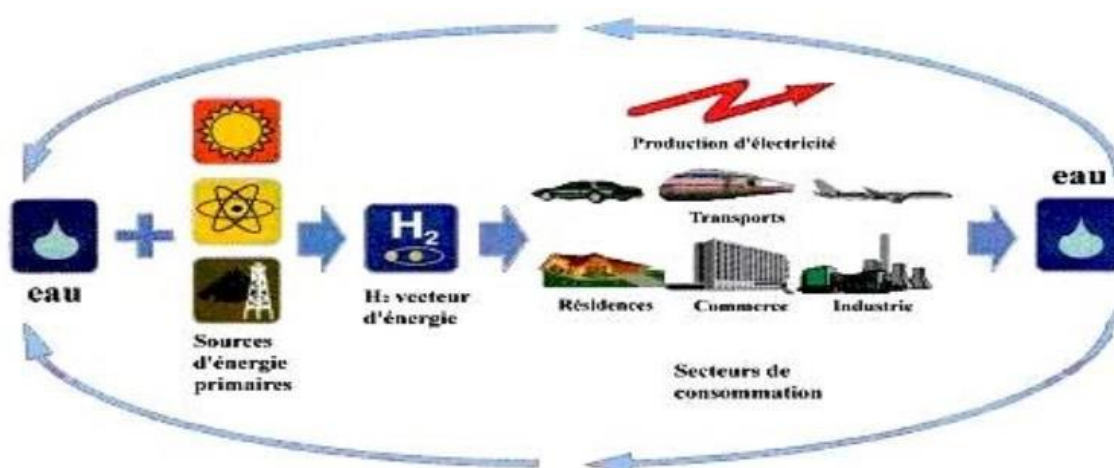 Production d'électricité
eau
Transports
H₂
eau
H₂ vecteur
d'énergie
Résidences
Commerce
Industrie
Sources
d'énergie
primaires
Secteurs de
consommation